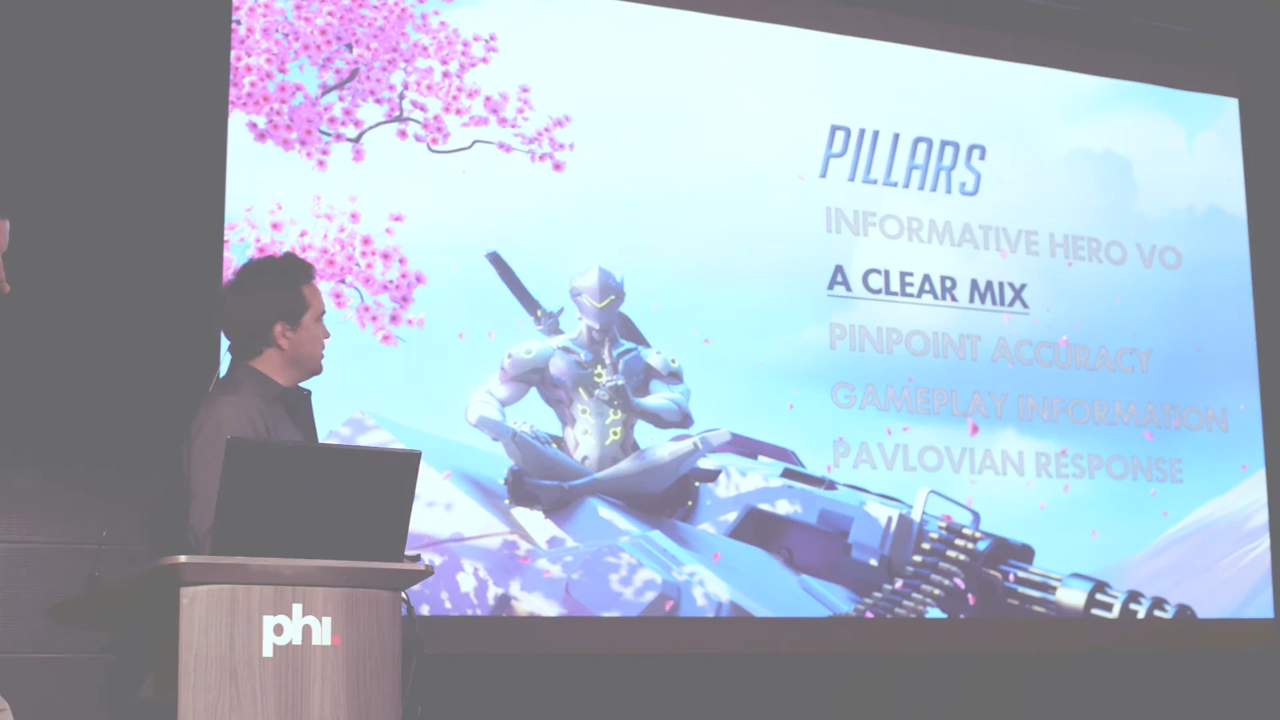 PILLARS
INFORMATIVE HERO VO
A CLEAR MIX
PINPOINT ACCURACY
GAMEPLAY INFORMATION
PAVLOVIAN RESPONSE
phi.